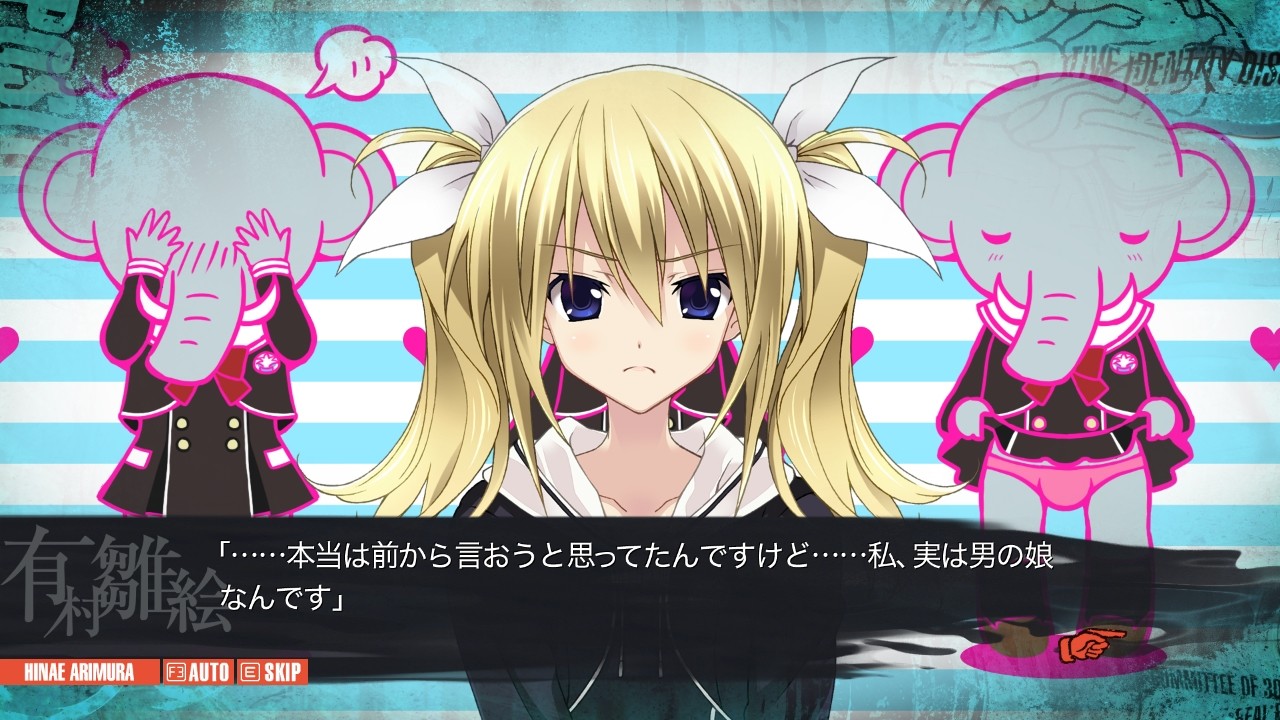 「……本当は前から言おうと思ってたんですけど……私、実は男の娘
なんです」
有村雛絵
HINAE ARIMURA
F3 AUTO
E SKIP